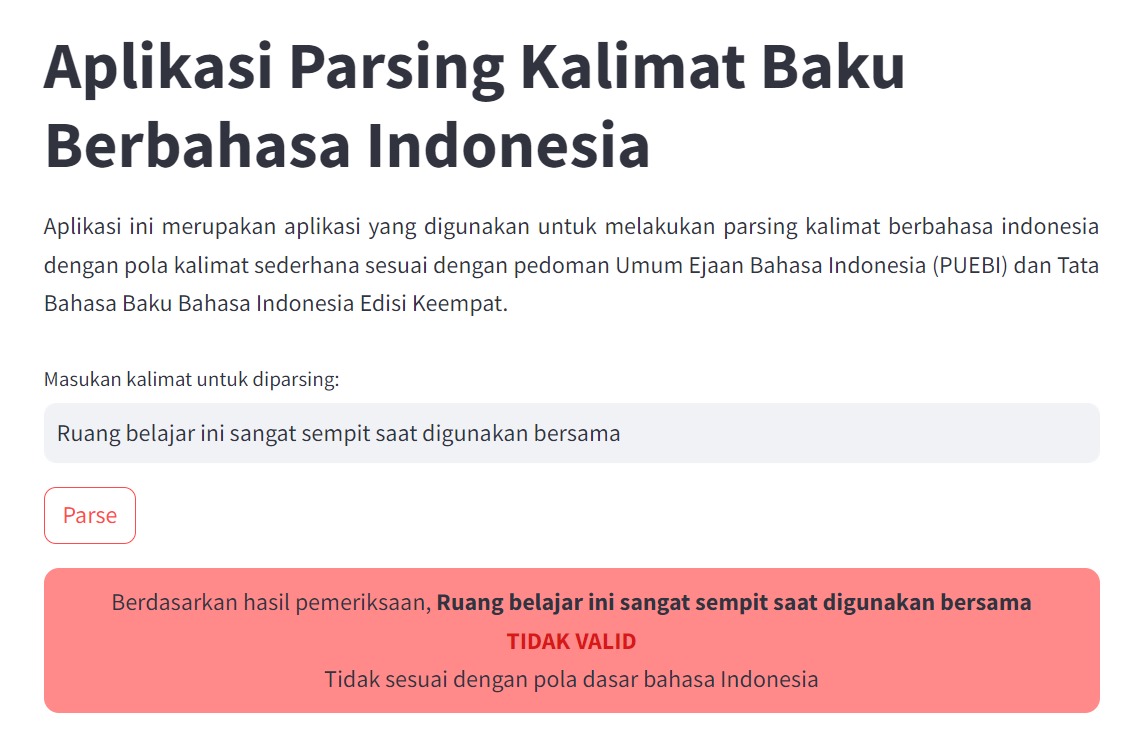 Aplikasi Parsing Kalimat Baku
Berbahasa Indonesia
Aplikasi ini merupakan aplikasi yang digunakan untuk melakukan parsing kalimat berbahasa indonesia
dengan pola kalimat sederhana sesuai dengan pedoman Umum Ejaan Bahasa Indonesia (PUEBI) dan Tata
Bahasa Baku Bahasa Indonesia Edisi Keempat.
Masukan kalimat untuk diparsing:
Ruang belajar ini sangat sempit saat digunakan bersama
Parse
Berdasarkan hasil pemeriksaan, Ruang belajar ini sangat sempit saat digunakan bersama
TIDAK VALID
Tidak sesuai dengan pola dasar bahasa Indonesia